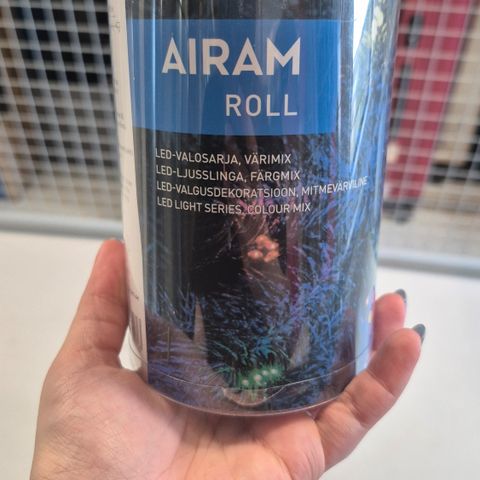 AIRAM
ROLL
LED-VALOSARJA, VÄRIMIX
LED-LJUSSLINGA, FÄRGMIX
LED-VALGUSDEKORATSIOON, MITMEVÄRVILINE
LED LIGHT SERIES, COLOUR MIX